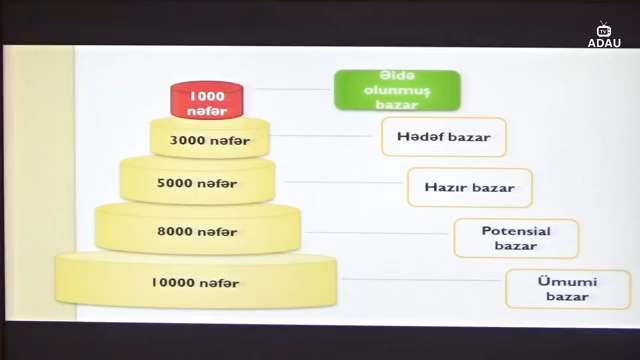 TV
ADAU
1000
nəfər
Əldə
olunmuş
bazar
3000 nəfər
Hədəf bazar
5000 nəfər
Hazır bazar
8000 nəfər
Potensial
bazar
10000 nəfər
Ümumi
bazar